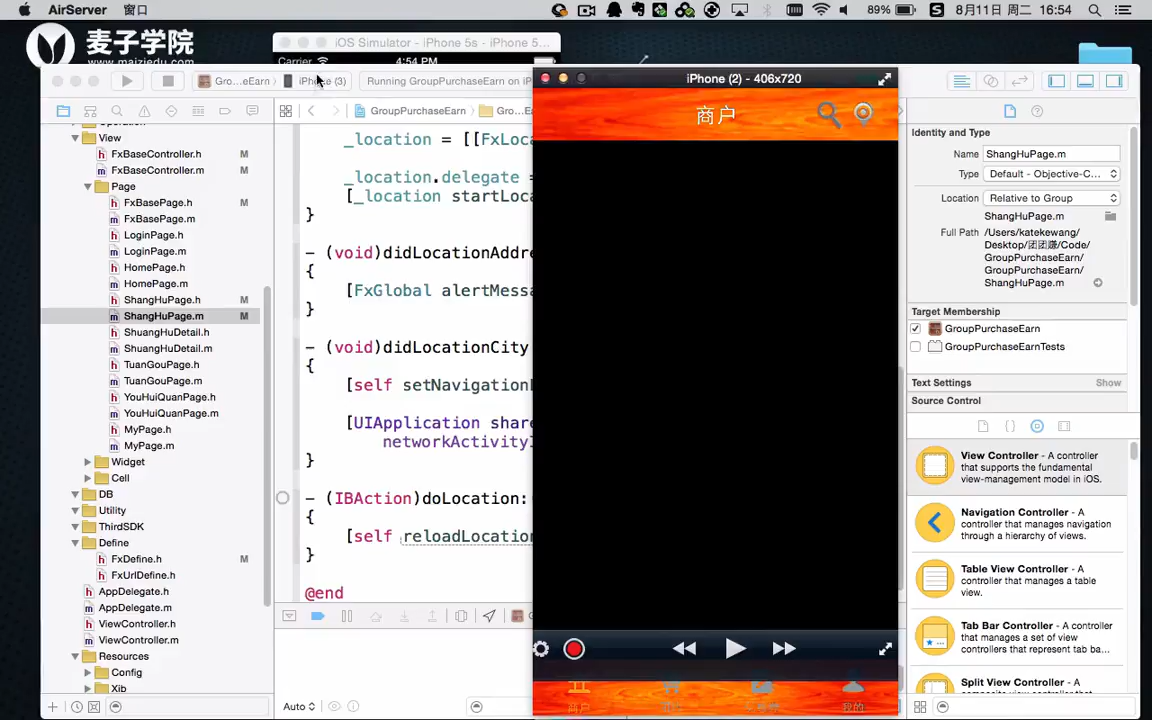 AirServer 窗口
89% 8月11日 周二 16:54
麦子学院
www.maiziedu.com
iOS Simulator - iPhone 5s - iPhone 5...
Carrier 4:54 PM
Gro...eEarn iPhone (3) Running GroupPurchaseEarn on iP
iPhone (2) - 406x720
GroupPurchaseEarn Gro...
商户
View
FxBaseController.h M
FxBaseController.m M
Page
FxBasePage.h M
FxBasePage.m
LoginPage.h
LoginPage.m
HomePage.h
HomePage.m
ShangHuPage.h M
ShangHuPage.m M
ShuangHuDetail.h
ShuangHuDetail.m
TuanGouPage.h
TuanGouPage.m
YouHuiQuanPage.h
YouHuiQuanPage.m
MyPage.h
MyPage.m
Widget
Cell
DB
Utility
ThirdSDK
Define
FxDefine.h M
FxUrlDefine.h
AppDelegate.h
AppDelegate.m
ViewController.h
ViewController.m
Resources
Config
Xib
_location = [[FxLoca
_location.delegate =
[_location startLoca
}
- (void)didLocationAddre
{
[FxGlobal alertMessa
}
- (void)didLocationCity
{
[self setNavigationL
[UIApplication share
networkActivityI
}
- (IBAction)doLocation:
{
[self reloadLocation
}
@end
Auto
商户
我的
Identity and Type
Name ShangHuPage.m
Type Default - Objective-C...
Location Relative to Group
ShangHuPage.m
Full Path /Users/katekewang/
Desktop/团团赚/Code/
GroupPurchaseEarn/
GroupPurchaseEarn/
ShangHuPage.m
Target Membership
GroupPurchaseEarn
GroupPurchaseEarnTests
Text Settings Show
Source Control
View Controller - A controller
that supports the fundamental
view-management model in iOS.
Navigation Controller - A
controller that manages navigation
through a hierarchy of views.
Table View Controller - A
controller that manages a table
view.
Tab Bar Controller - A controller
that manages a set of view
controllers that represent tab ba...
Split View Controller - A